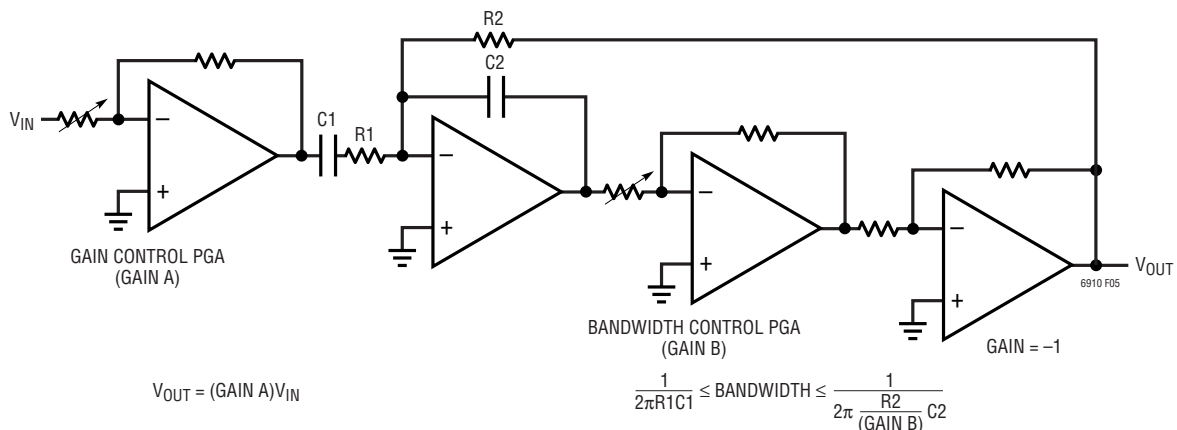 R2
C2
VIN
C1
R1
−
+
−
+
−
+
−
+
VOUT
6910 F05
GAIN CONTROL PGA
(GAIN A)
BANDWIDTH CONTROL PGA
(GAIN B)
GAIN = –1
VOUT = (GAIN A)VIN
1/2πR1C1 ≤ BANDWIDTH ≤ 1/2π R2/(GAIN B) C2